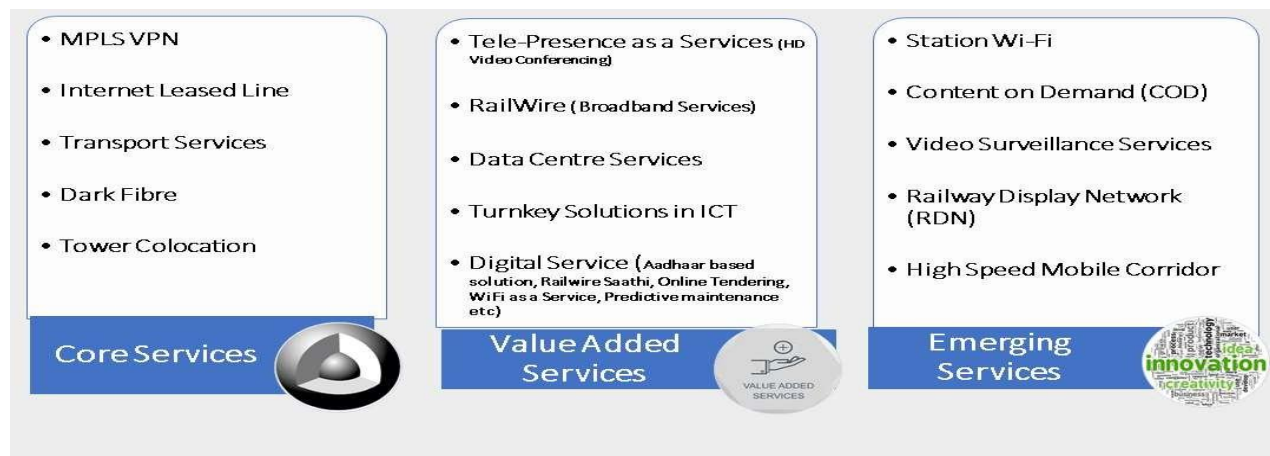 • MPLS VPN
• Internet Leased Line
• Transport Services
• Dark Fibre
• Tower Colocation
Core Services
• Tele-Presence as a Services (HD
Video Conferencing)
• RailWire (Broadband Services)
• Data Centre Services
• Turnkey Solutions in ICT
• Digital Service (Aadhaar based
solution, Railwire Saathi, Online Tendering,
WiFi as a Service, Predictive maintenance
etc)
Value Added
Services
VALUE ADDED
SERVICES
• Station Wi-Fi
• Content on Demand (COD)
• Video Surveillance Services
• Railway Display Network
(RDN)
• High Speed Mobile Corridor
Emerging
Services
market
product
technology
idea
innovation
creativity
business